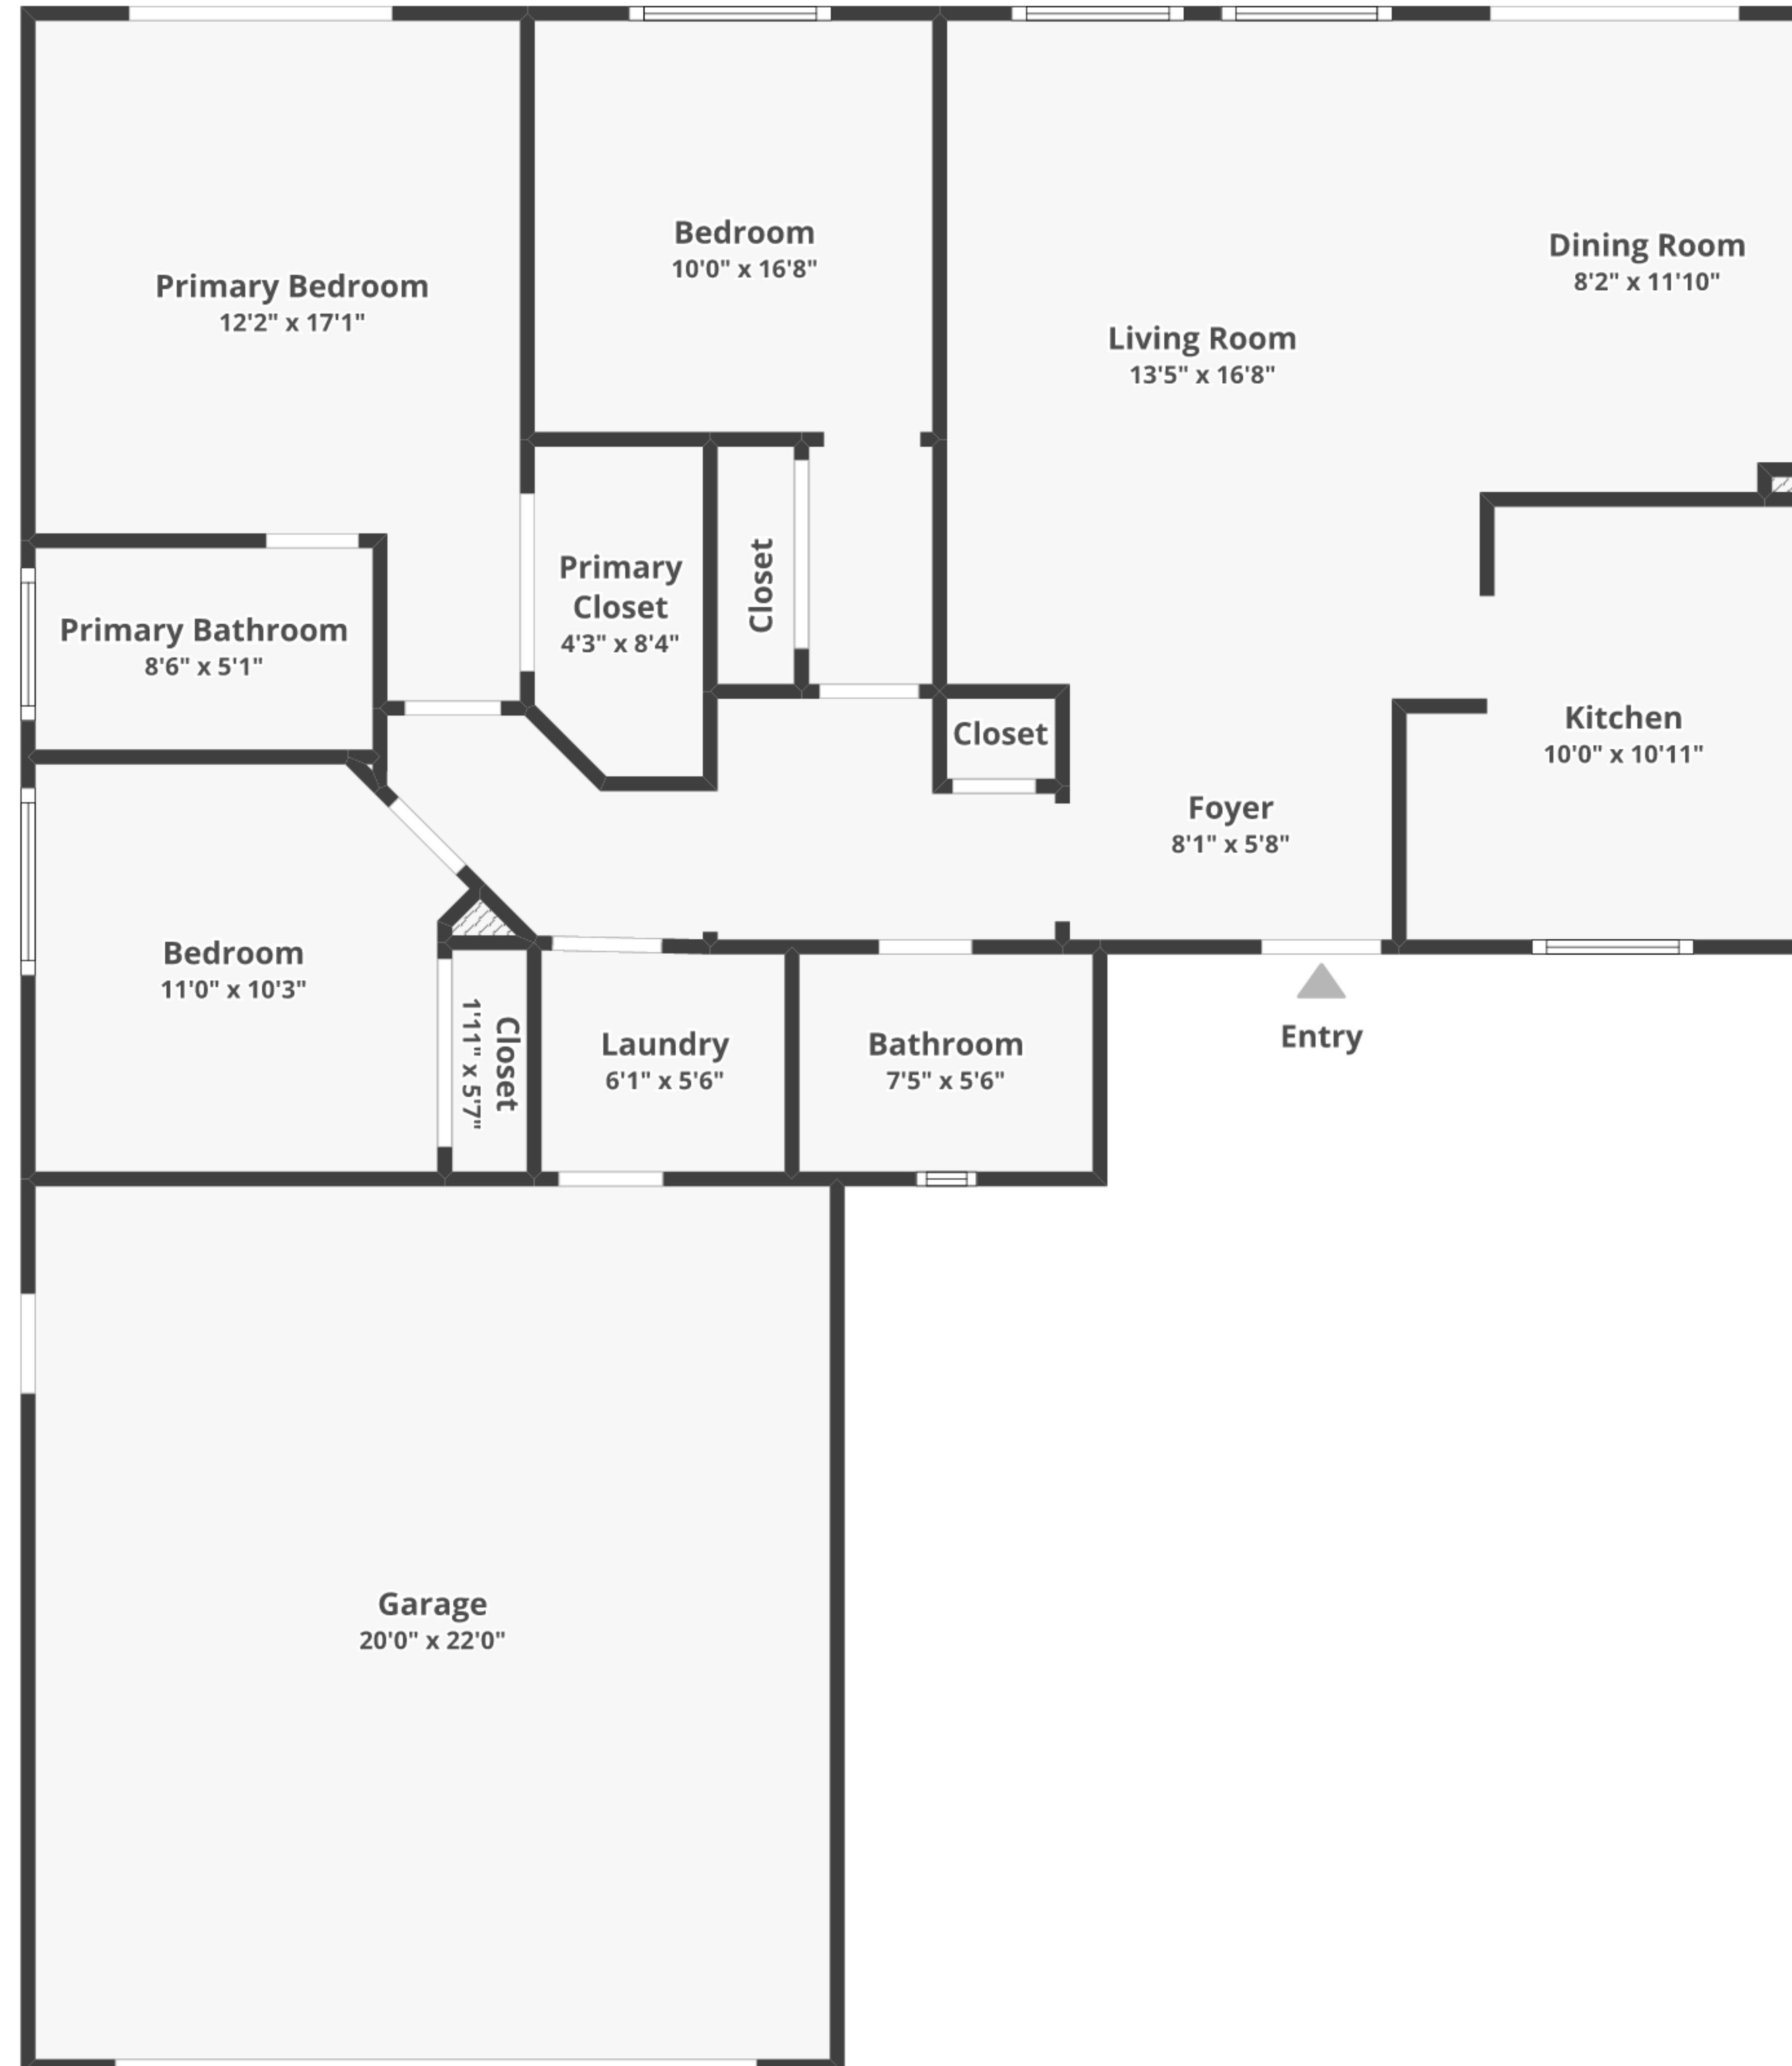 Bedroom
10'0" x 16'8"
Dining Room
8'2" x 11'10"
Primary Bedroom
12'2" x 17'1"
Living Room
13'5" x 16'8"
Primary
Closet
4'3" x 8'4"
Closet
Primary Bathroom
8'6" x 5'1"
Closet
Kitchen
10'0" x 10'11"
Foyer
8'1" x 5'8"
Bedroom
11'0" x 10'3"
Closet
1'11" x 5'7"
Laundry
6'1" x 5'6"
Bathroom
7'5" x 5'6"
Entry
Garage
20'0" x 22'0"